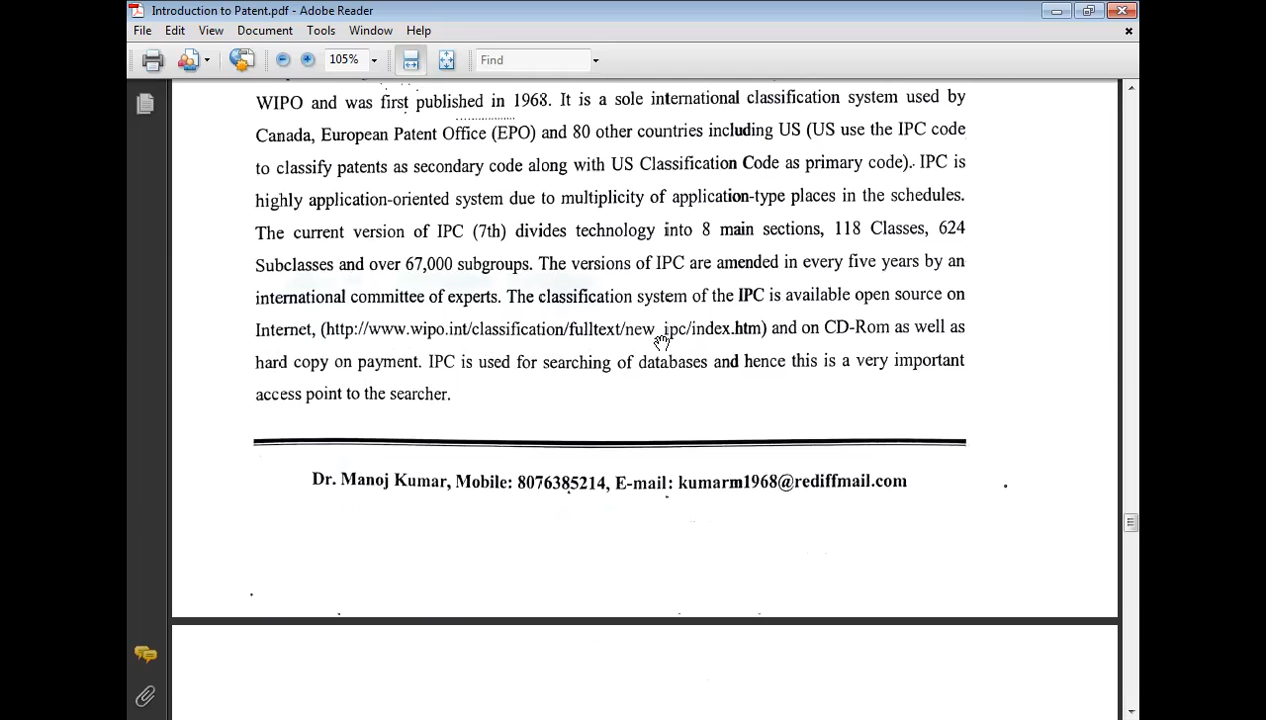 Introduction to Patent.pdf - Adobe Reader
File Edit View Document Tools Window Help
105% Find
WIPO and was first published in 1968. It is a sole international classification system used by
Canada, European Patent Office (EPO) and 80 other countries including US (US use the IPC code
to classify patents as secondary code along with US Classification Code as primary code). IPC is
highly application-oriented system due to multiplicity of application-type places in the schedules.
The current version of IPC (7th) divides technology into 8 main sections, 118 Classes, 624
Subclasses and over 67,000 subgroups. The versions of IPC are amended in every five years by an
international committee of experts. The classification system of the IPC is available open source on
Internet, (http://www.wipo.int/classification/fulltext/new_ipc/index.htm) and on CD-Rom as well as
hard copy on payment. IPC is used for searching of databases and hence this is a very important
access point to the searcher.
Dr. Manoj Kumar, Mobile: 8076385214, E-mail: kumarm1968@rediffmail.com